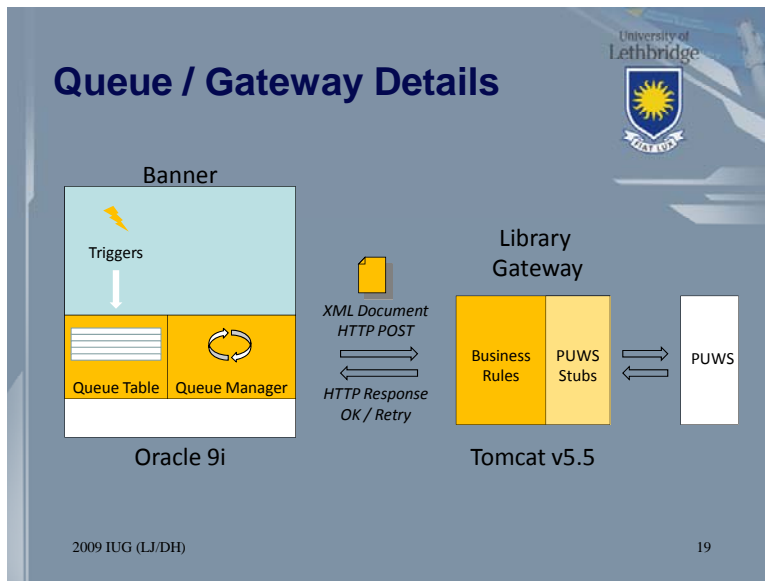 University of
Lethbridge
FIAT LUX
Queue / Gateway Details
Banner
Triggers
Queue Table
Queue Manager
Oracle 9i
XML Document
HTTP POST
HTTP Response
OK / Retry
Library
Gateway
Business
Rules
PUWS
Stubs
PUWS
Tomcat v5.5
2009 IUG (LJ/DH)
19